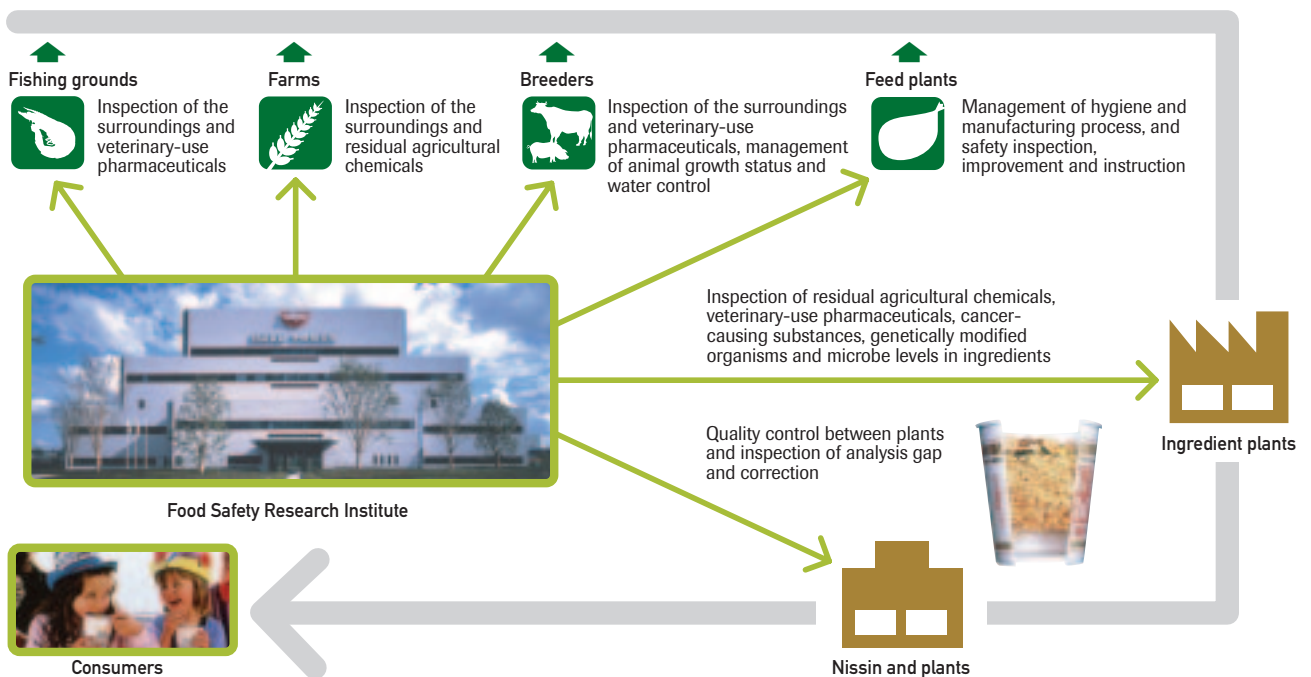 Fishing grounds
Inspection of the
surroundings and
veterinary-use
pharmaceuticals
Farms
Inspection of the
surroundings and
residual agricultural
chemicals
Breeders
Inspection of the surroundings
and veterinary-use
pharmaceuticals, management
of animal growth status and
water control
Feed plants
Management of hygiene and
manufacturing process, and
safety inspection,
improvement and instruction
Inspection of residual agricultural chemicals,
veterinary-use pharmaceuticals, cancer-
causing substances, genetically modified
organisms and microbe levels in ingredients
Ingredient plants
Quality control between plants
and inspection of analysis gap
and correction
Food Safety Research Institute
Consumers
Nissin and plants